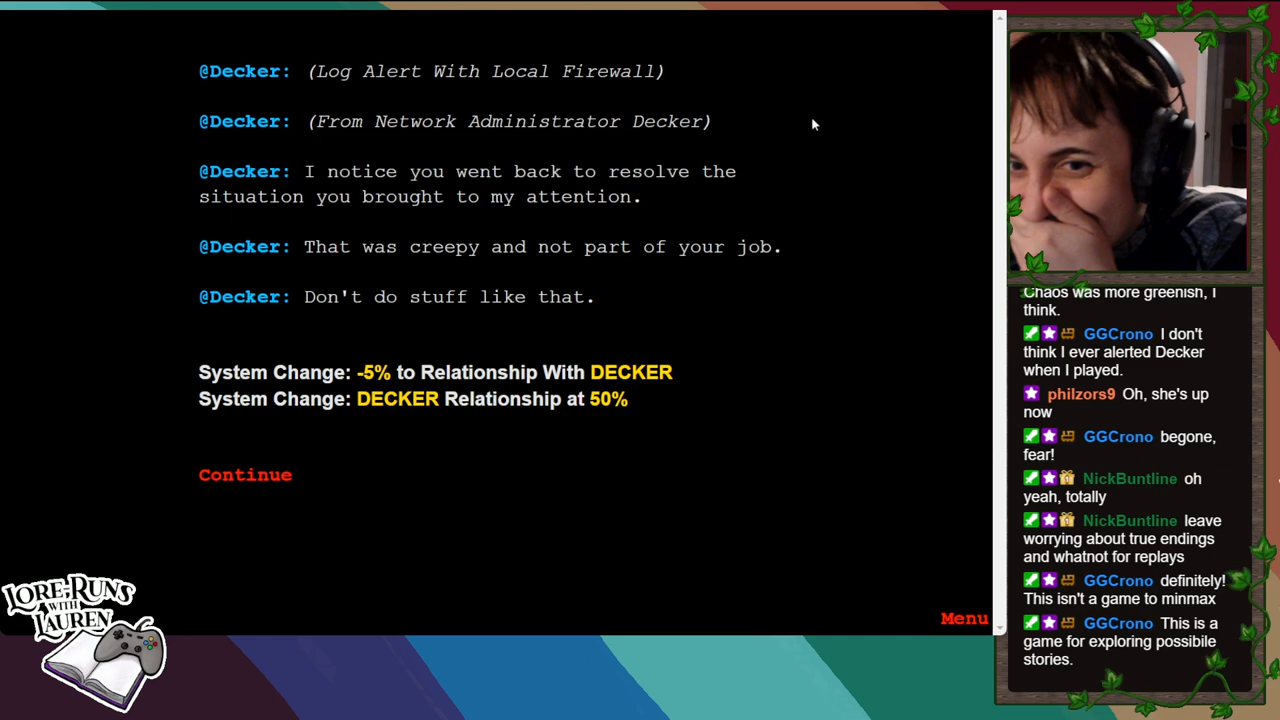 @Decker: (Log Alert With Local Firewall)
@Decker: (From Network Administrator Decker)
@Decker: I notice you went back to resolve the
situation you brought to my attention.
@Decker: That was creepy and not part of your job.
@Decker: Don't do stuff like that.
System Change: -5% to Relationship With DECKER
System Change: DECKER Relationship at 50%
Continue
Menu
LORE-RUNS
WITH
LAUREN
Chaos was more greenish, I
think.
GGCrono I don't
think I ever alerted Decker
when I played.
philzors9 Oh, she's up
now
GGCrono begone,
fear!
NickBuntline oh
yeah, totally
NickBuntline leave
worrying about true endings
and whatnot for replays
GGCrono definitely!
This isn't a game to minmax
GGCrono This is a
game for exploring possibile
stories.